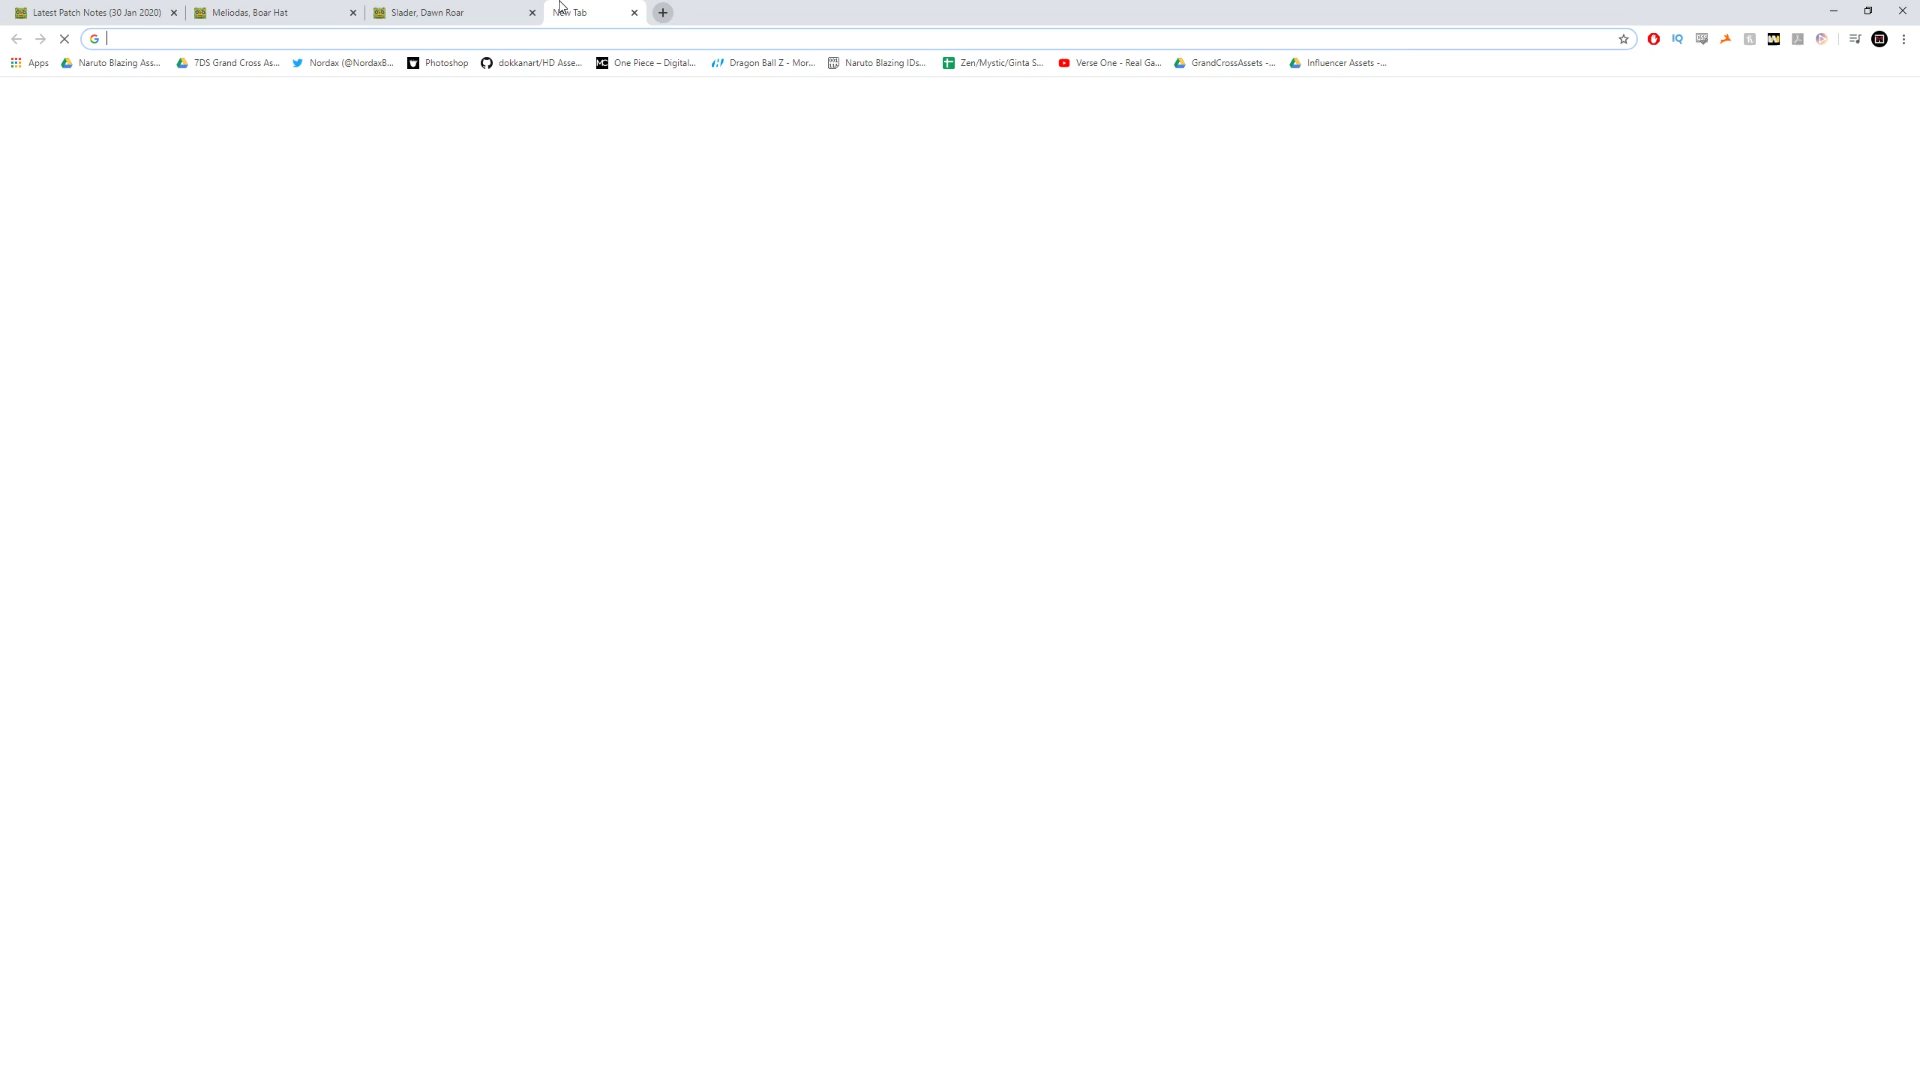 Latest Patch Notes (30 Jan 2020) Meliodas, Boar Hat Slader, Dawn Roar New Tab
Apps Naruto Blazing Ass... 7DS Grand Cross As... Nordax (@NordaxB... Photoshop dokkanart/HD Asse... One Piece – Digital... Dragon Ball Z - Mor... Naruto Blazing IDs... Zen/Mystic/Ginta S... Verse One - Real Ga... GrandCrossAssets -... Influencer Assets -...